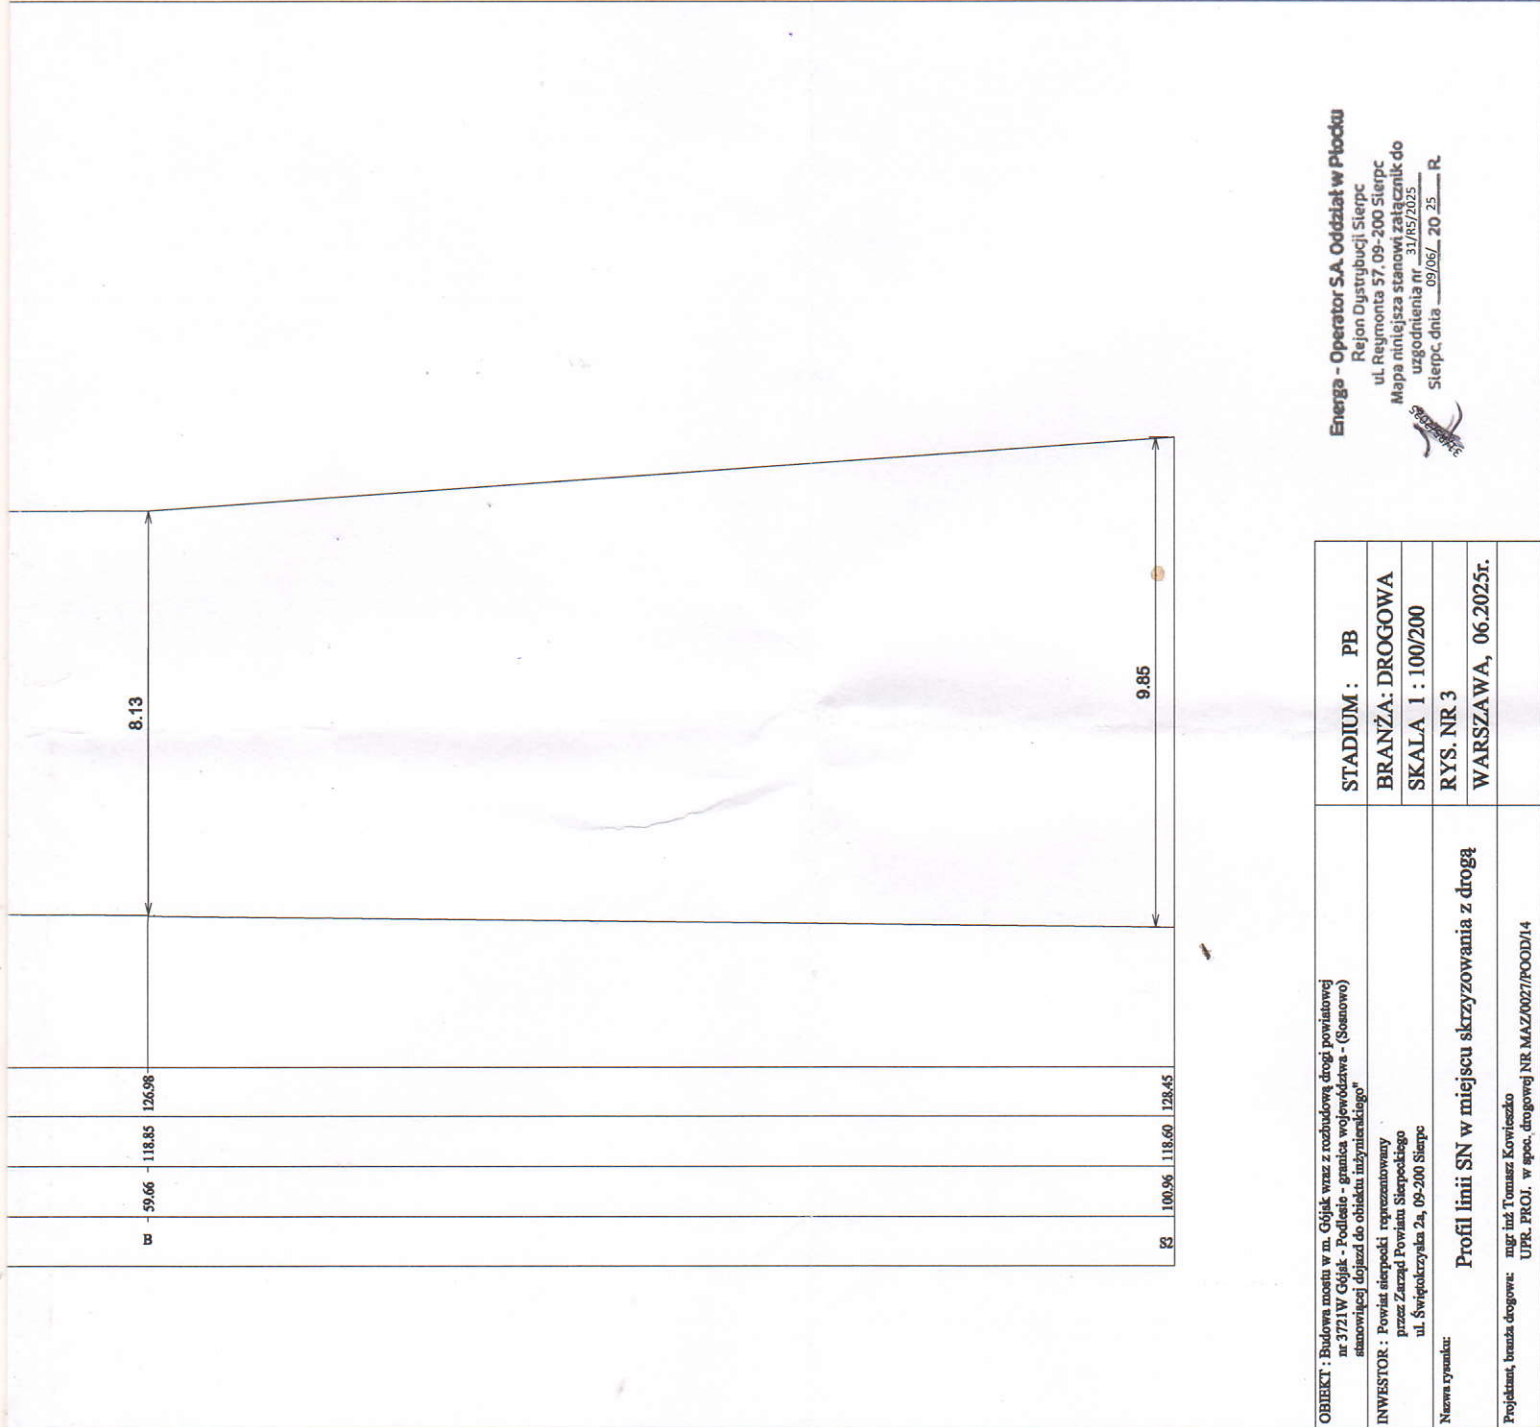 8.13
9.85
126.98
118.85
59.66
B
128.45
118.60
100.96
Energa - Operator S.A. Oddział w Płocku
Rejon Dystrybucji Sierpc
ul. Reymonta 57, 09-200 Sierpc
Mapa niniejsza stanowi załącznik do
uzgodnienia nr 31/RS/2025
Sierpc, dnia 09/06/ 20 25 R.
OBIEKT : Budowa mostu w m. Gójsk wraz z rozbudową drogi powiatowej
nr 3721W Gójsk - Podlesie - granica województwa - (Sosnowo)
stanowiącej dojazd do obiektu inżynierskiego"
STADIUM : PB
INWESTOR : Powiat sierpecki reprezentowany
przez Zarząd Powiatu Sierpeckiego
ul. Świętokrzyska 2a, 09-200 Sierpc
BRANŻA: DROGOWA
SKALA 1 : 100/200
Nazwa rysunku:
Profil linii SN w miejscu skrzyzowania z drogą
RYS. NR 3
WARSZAWA, 06.2025r.
Projektant, branża drogowa: mgr inż Tomasz Kowieszko
UPR. PROJ. w spec. drogowej NR MAZ/0027/POOD/14